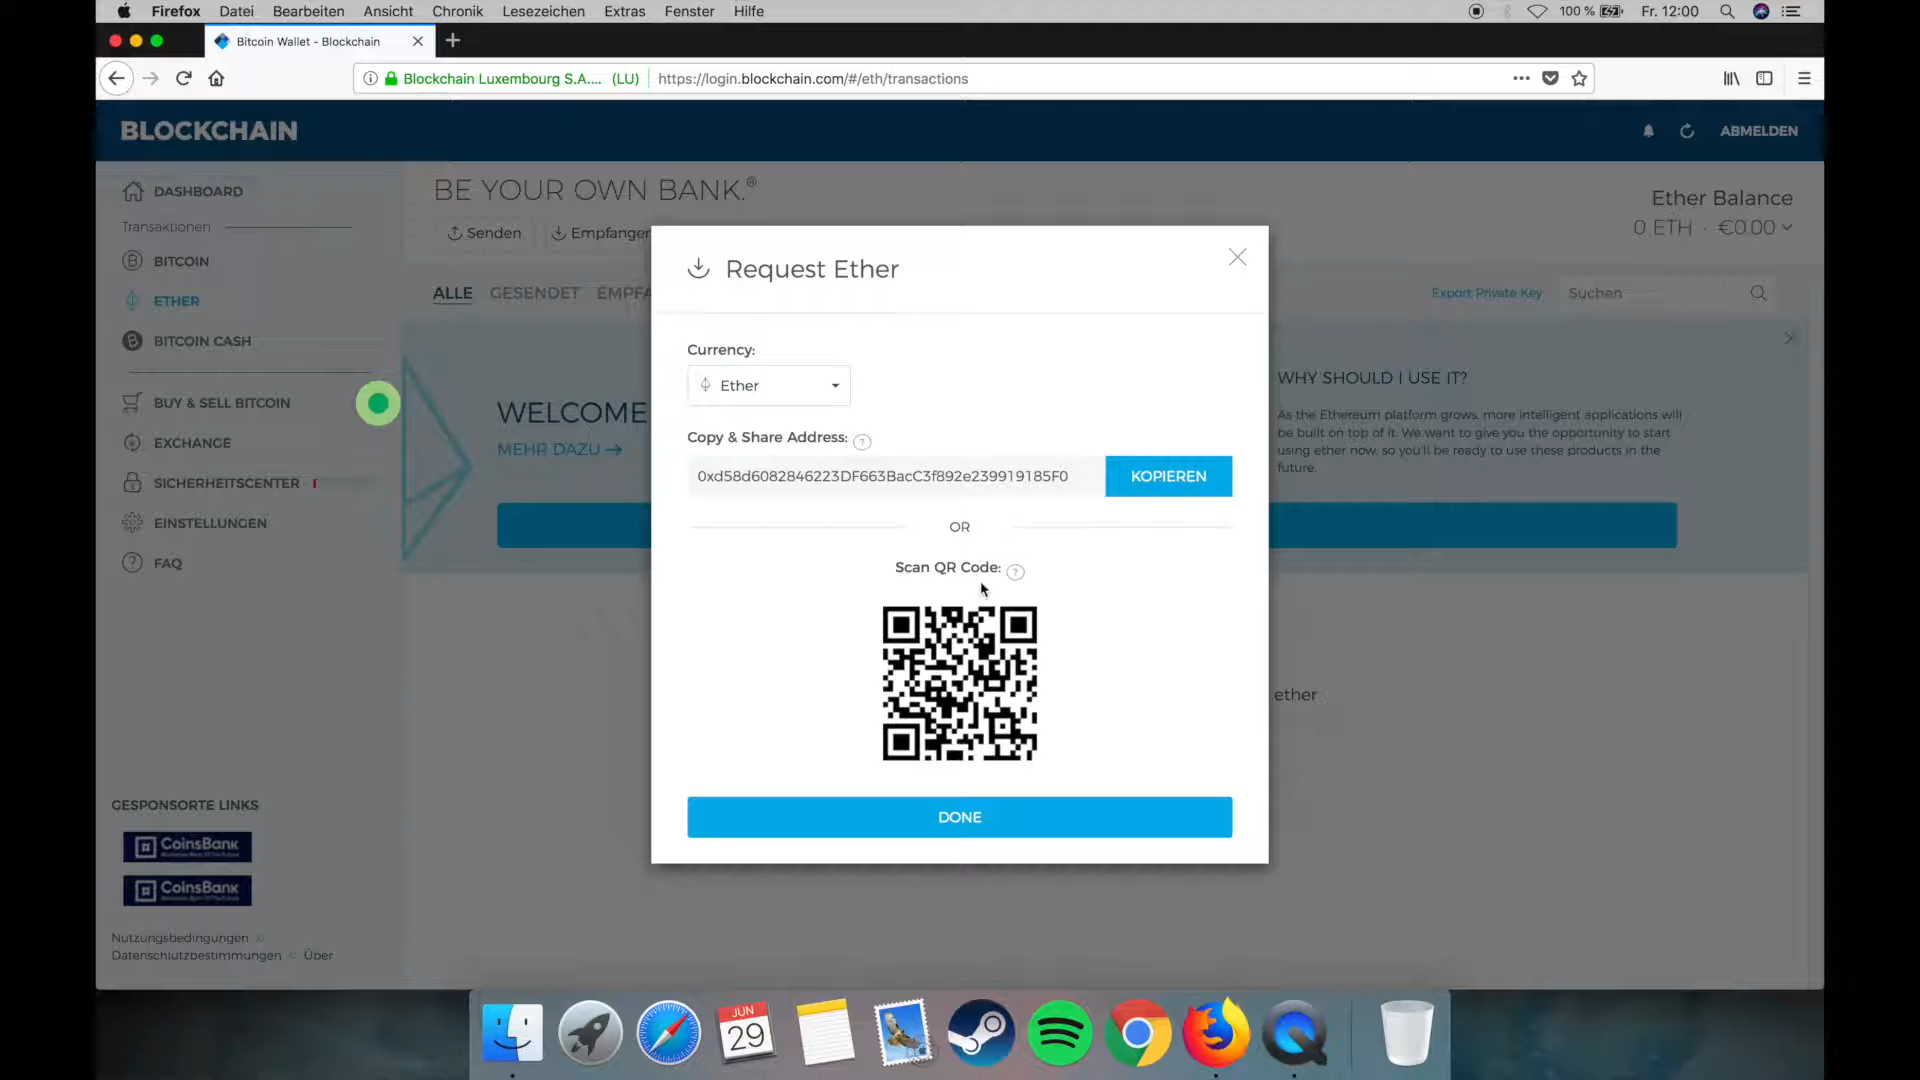 Firefox Datei Bearbeiten Ansicht Chronik Lesezeichen Extras Fenster Hilfe 100 % Fr. 12:00
Bitcoin Wallet - Blockchain
Blockchain Luxembourg S.A.... (LU) https://login.blockchain.com/#/eth/transactions
BLOCKCHAIN
ABMELDEN
DASHBOARD
Transaktionen
BITCOIN
ETHER
BITCOIN CASH
BUY & SELL BITCOIN
EXCHANGE
SICHERHEITSCENTER
EINSTELLUNGEN
FAQ
GESPONSORTE LINKS
CoinsBank
CoinsBank
Nutzungsbedingungen
Datenschutzbestimmungen Über
BE YOUR OWN BANK.®
Senden Empfangen
Ether Balance
0 ETH · €0.00
ALLE GESENDET EMPFA
Export Private Key
Suchen
WELCOME
MEHR DAZU →
WHY SHOULD I USE IT?
As the Ethereum platform grows, more intelligent applications will
be built on top of it. We want to give you the opportunity to start
using ether now, so you'll be ready to use these products in the
future.
ether
Request Ether
Currency:
Ether
Copy & Share Address: ?
0xd58d6082846223DF663BacC3f892e239919185F0
KOPIEREN
OR
Scan QR Code: ?
DONE
JUN
29